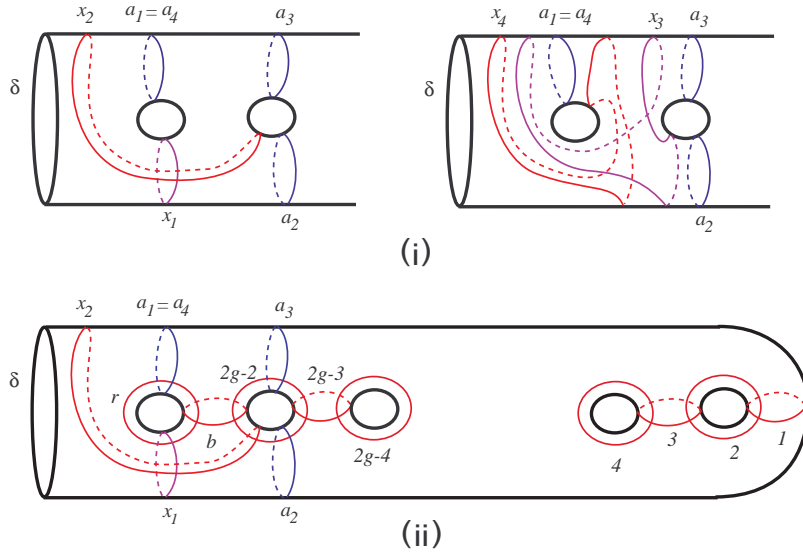 x₂ a₁ = a₄ a₃ x₄ a₁ = a₄ x₃ a₃
δ δ
x₁ a₂ a₂
(i)
x₂ a₁ = a₄ a₃
δ r 2g-2 2g-3
b 2g-4 4 3 2 1
x₁ a₂
(ii)